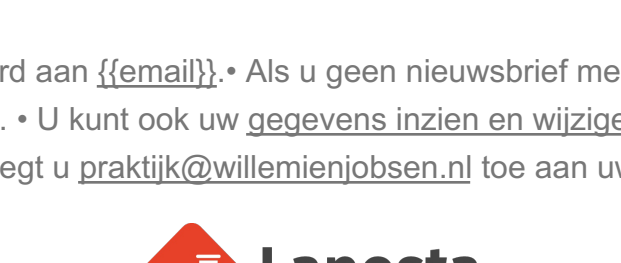 rd aan {{email}}.• Als u geen nieuwsbrief me
. • U kunt ook uw gegevens inzien en wijzige
egt u praktijk@willemienjobsen.nl toe aan uw
Laposta